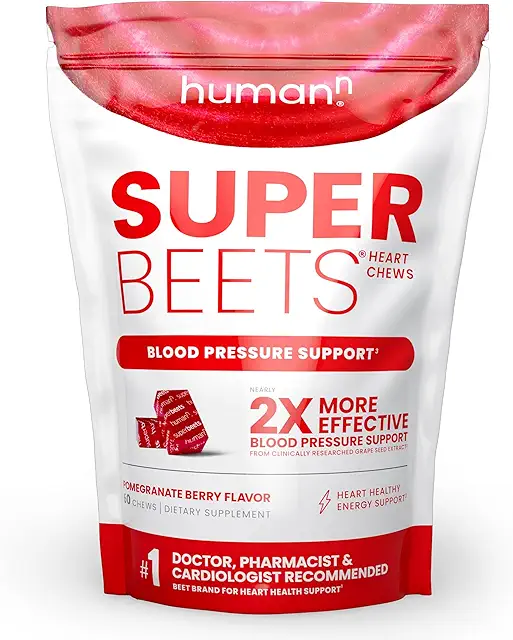 humann®
SUPER
BEETS® HEART
CHEWS
BLOOD PRESSURE SUPPORT
NEARLY
2X MORE
EFFECTIVE
BLOOD PRESSURE SUPPORT
FROM CLINICALLY RESEARCHED GRAPE SEED EXTRACT
superbeets
POMEGRANATE BERRY FLAVOR
60 CHEWS | DIETARY SUPPLEMENT
HEART HEALTHY
ENERGY SUPPORT
#1 DOCTOR, PHARMACIST &
CARDIOLOGIST RECOMMENDED
BEET BRAND FOR HEART HEALTH SUPPORT